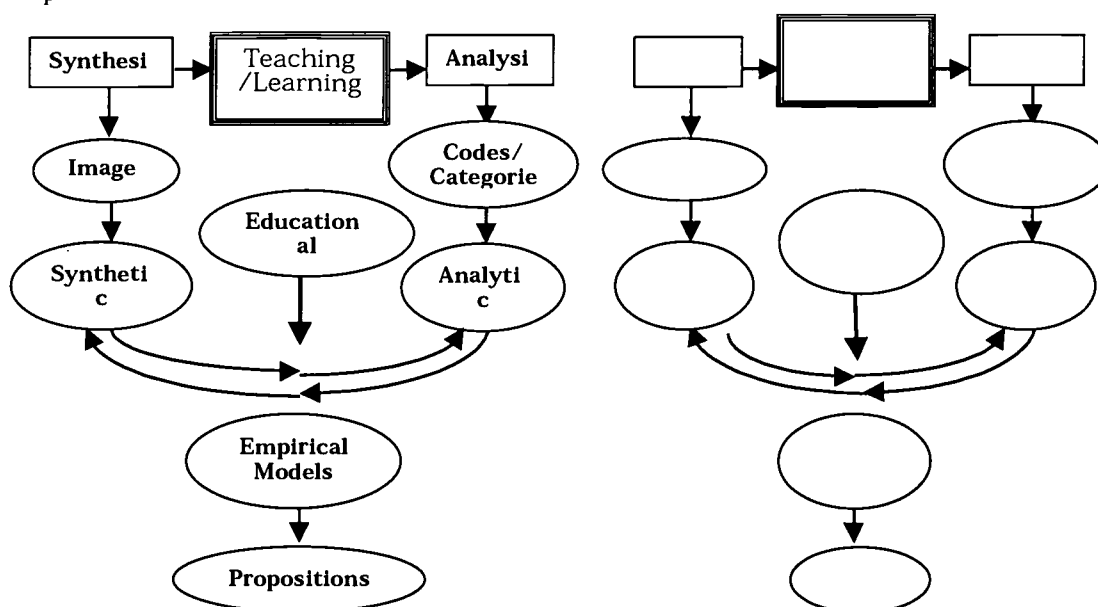 p
Synthesi
Teaching
/Learning
Analysi
Image
Codes/
Categorie
Education
al
Syntheti
c
Analyti
c
Empirical
Models
Propositions